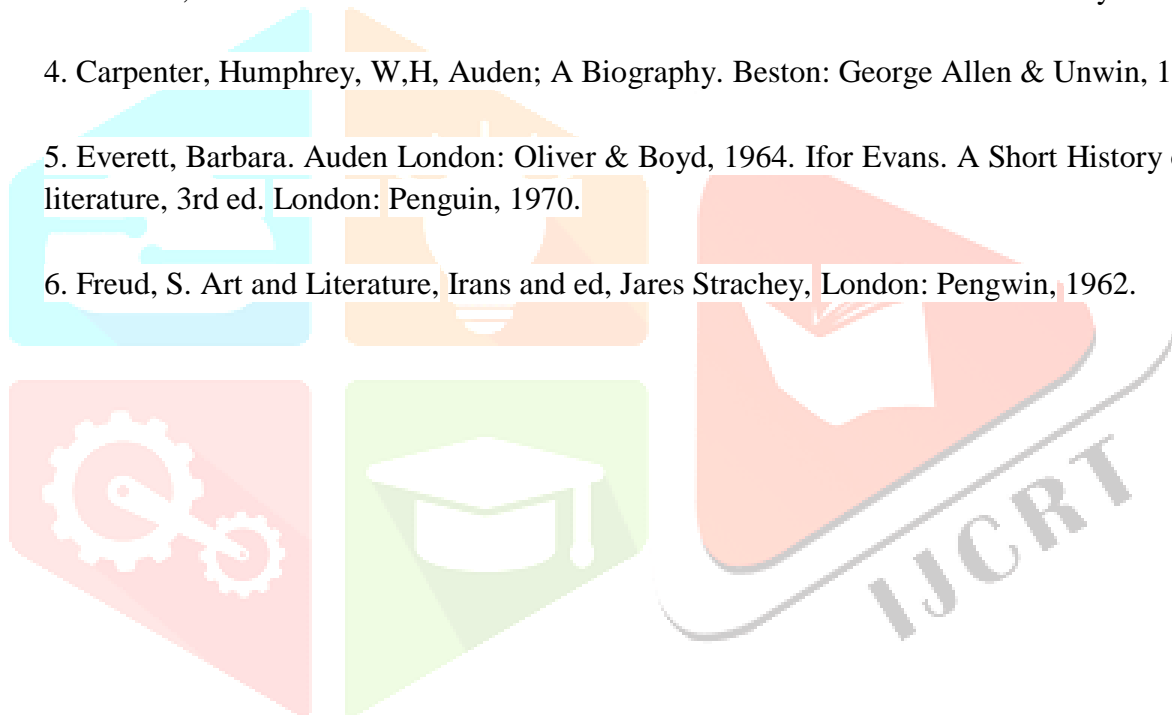 4. Carpenter, Humphrey, W,H, Auden; A Biography. Beston: George Allen & Unwin, 1
5. Everett, Barbara. Auden London: Oliver & Boyd, 1964. Ifor Evans. A Short History
literature, 3rd ed. London: Penguin, 1970.
6. Freud, S. Art and Literature, Irans and ed, Jares Strachey, London: Pengwin, 1962.
IJCRT